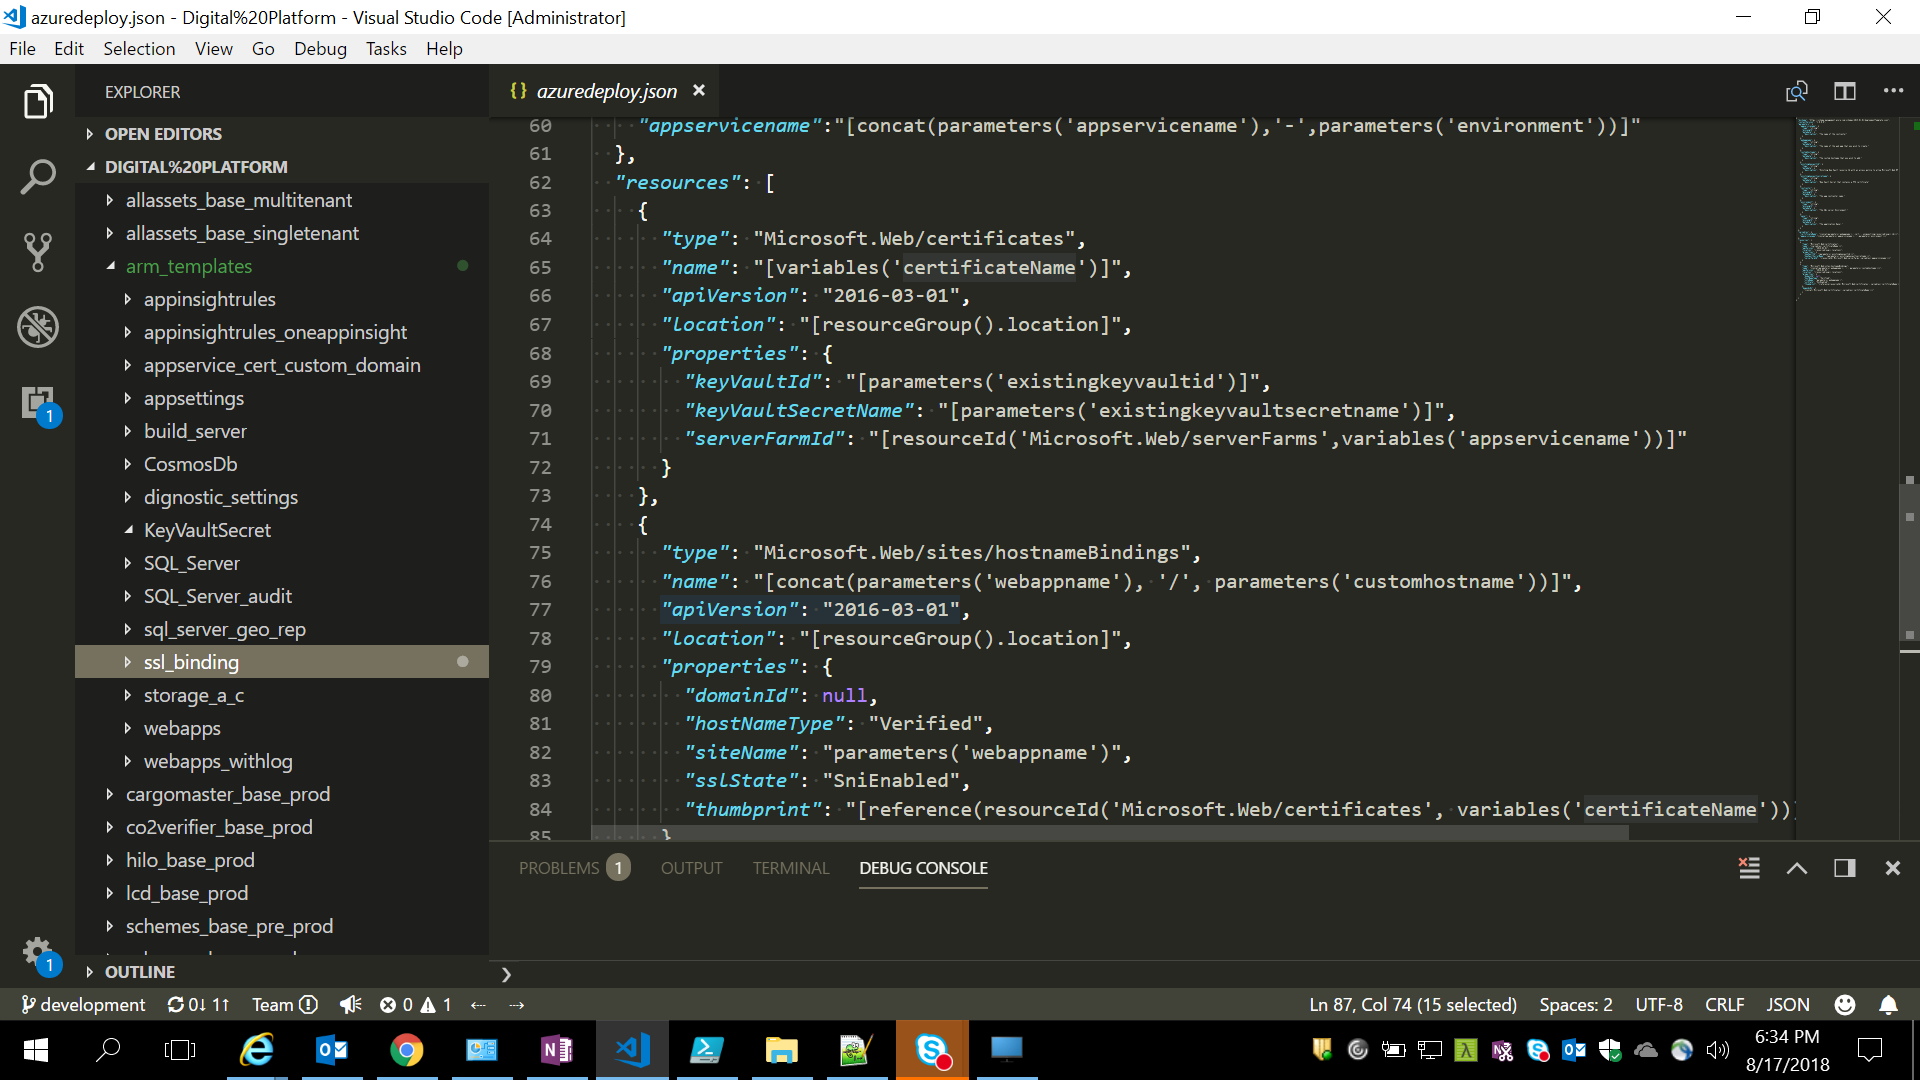 azuredeploy.json - Digital%20Platform - Visual Studio Code [Administrator]
File Edit Selection View Go Debug Tasks Help
EXPLORER
OPEN EDITORS
DIGITAL%20PLATFORM
allassets_base_multitenant
allassets_base_singletenant
arm_templates
appinsightrules
appinsightrules_oneappinsight
appservice_cert_custom_domain
appsettings
build_server
CosmosDb
dignostic_settings
KeyVaultSecret
SQL_Server
SQL_Server_audit
sql_server_geo_rep
ssl_binding
storage_a_c
webapps
webapps_withlog
cargomaster_base_prod
co2verifier_base_prod
hilo_base_prod
lcd_base_prod
schemes_base_pre_prod
OUTLINE
1
1
{} azuredeploy.json
60 "appservicename":"[concat(parameters('appservicename'),'-',parameters('environment'))]"
61 },
62 "resources": [
63 {
64 "type": "Microsoft.Web/certificates",
65 "name": "[variables('certificateName')]",
66 "apiVersion": "2016-03-01",
67 "location": "[resourceGroup().location]",
68 "properties": {
69 "keyVaultId": "[parameters('existingkeyvaultid')]",
70 "keyVaultSecretName": "[parameters('existingkeyvaultsecretname')]",
71 "serverFarmId": "[resourceId('Microsoft.Web/serverFarms',variables('appservicename'))]"
72 }
73 },
74 {
75 "type": "Microsoft.Web/sites/hostnameBindings",
76 "name": "[concat(parameters('webappname'), '/', parameters('customhostname'))]",
77 "apiVersion": "2016-03-01",
78 "location": "[resourceGroup().location]",
79 "properties": {
80 "domainId": null,
81 "hostNameType": "Verified",
82 "siteName": "parameters('webappname')",
83 "sslState": "SniEnabled",
84 "thumbprint": "[reference(resourceId('Microsoft.Web/certificates', variables('certificateName'))
85 }
PROBLEMS 1 OUTPUT TERMINAL DEBUG CONSOLE
development 0↓ 1↑ Team 0 1 Ln 87, Col 74 (15 selected) Spaces: 2 UTF-8 CRLF JSON
6:34 PM
8/17/2018